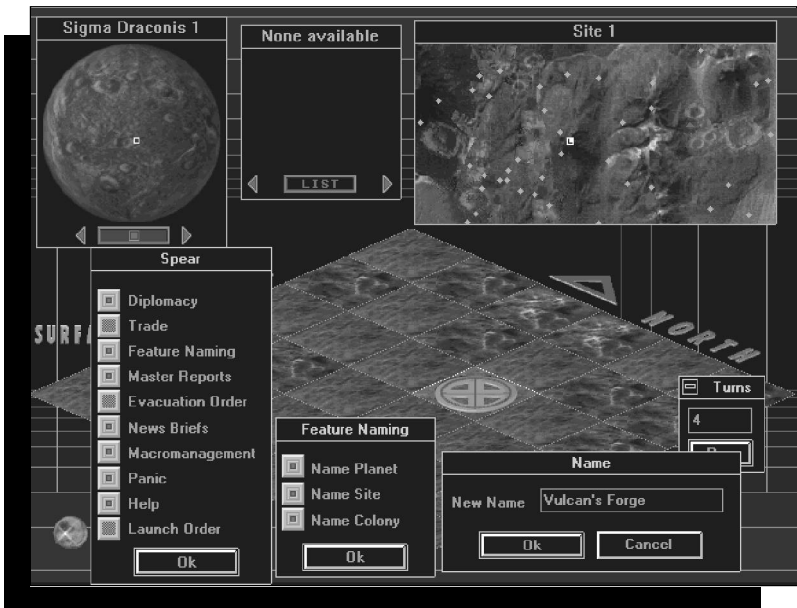 Sigma Draconis 1
None available
LIST
Site 1
Spear
Diplomacy
Trade
Feature Naming
Master Reports
Evacuation Order
News Briefs
Macromanagement
Panic
Help
Launch Order
Ok
NORTH
Feature Naming
Name Planet
Name Site
Name Colony
Ok
Turns
4
Name
New Name Vulcan's Forge
Ok Cancel